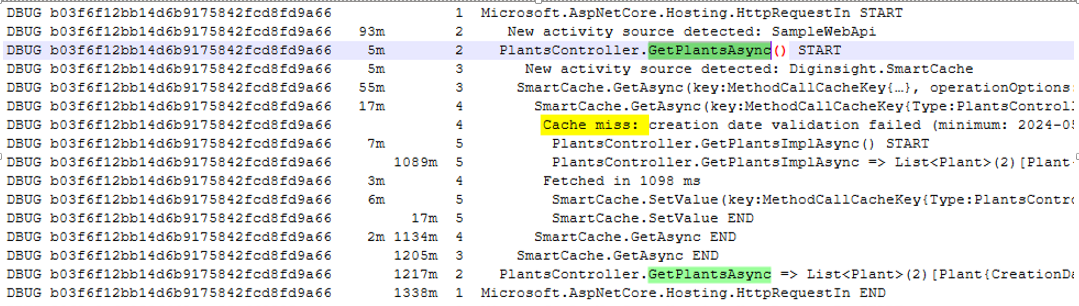 DBUG b03f6f12bb14d6b9175842fcd8fd9a66 1 Microsoft.AspNetCore.Hosting.HttpRequestIn START
DBUG b03f6f12bb14d6b9175842fcd8fd9a66 93m 2 New activity source detected: SampleWebApi
DBUG b03f6f12bb14d6b9175842fcd8fd9a66 5m 2 PlantsController.GetPlantsAsync() START
DBUG b03f6f12bb14d6b9175842fcd8fd9a66 5m 3 New activity source detected: Diginsight.SmartCache
DBUG b03f6f12bb14d6b9175842fcd8fd9a66 55m 3 SmartCache.GetAsync(key:MethodCallCacheKey{…}, operationOptions:
DBUG b03f6f12bb14d6b9175842fcd8fd9a66 17m 4 SmartCache.GetAsync(key:MethodCallCacheKey{Type:PlantsControll
DBUG b03f6f12bb14d6b9175842fcd8fd9a66 4 Cache miss: creation date validation failed (minimum: 2024-05
DBUG b03f6f12bb14d6b9175842fcd8fd9a66 7m 5 PlantsController.GetPlantsImplAsync() START
DBUG b03f6f12bb14d6b9175842fcd8fd9a66 1089m 5 PlantsController.GetPlantsImplAsync => List<Plant>(2)[Plant
DBUG b03f6f12bb14d6b9175842fcd8fd9a66 3m 4 Fetched in 1098 ms
DBUG b03f6f12bb14d6b9175842fcd8fd9a66 6m 5 SmartCache.SetValue(key:MethodCallCacheKey{Type:PlantsContro
DBUG b03f6f12bb14d6b9175842fcd8fd9a66 17m 5 SmartCache.SetValue END
DBUG b03f6f12bb14d6b9175842fcd8fd9a66 2m 1134m 4 SmartCache.GetAsync END
DBUG b03f6f12bb14d6b9175842fcd8fd9a66 1205m 3 SmartCache.GetAsync END
DBUG b03f6f12bb14d6b9175842fcd8fd9a66 1217m 2 PlantsController.GetPlantsAsync => List<Plant>(2)[Plant{CreationDa
DBUG b03f6f12bb14d6b9175842fcd8fd9a66 1338m 1 Microsoft.AspNetCore.Hosting.HttpRequestIn END